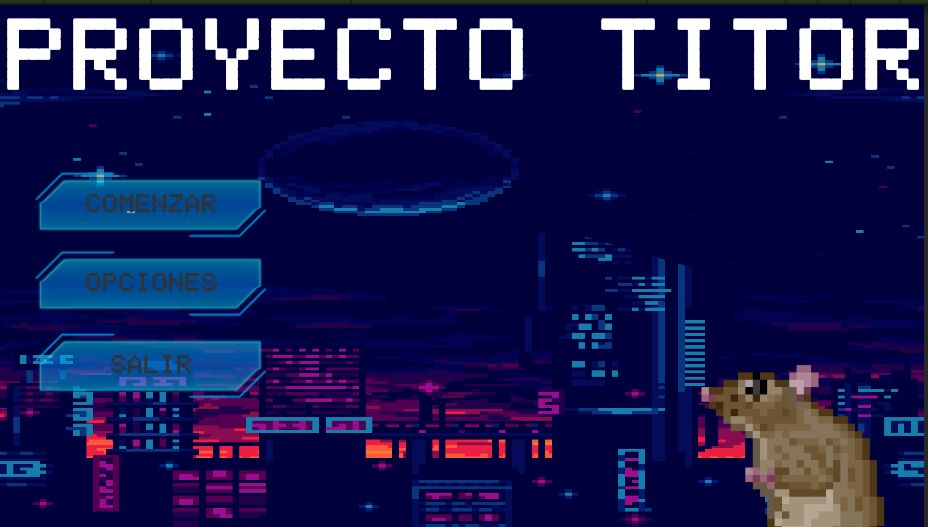 PROYECTO TITOR
COMENZAR
OPCIONES
SALIR